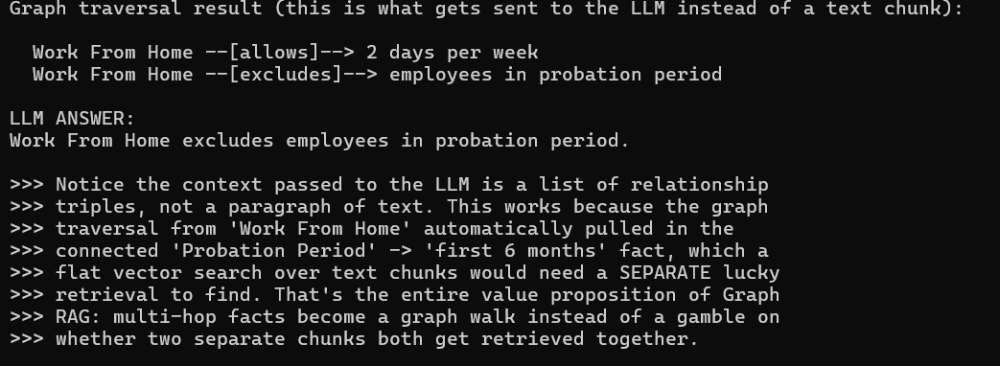 Graph traversal result (this is what gets sent to the LLM instead of a text chunk):
Work From Home --[allows]--> 2 days per week
Work From Home --[excludes]--> employees in probation period
LLM ANSWER:
Work From Home excludes employees in probation period.
>>> Notice the context passed to the LLM is a list of relationship
>>> triples, not a paragraph of text. This works because the graph
>>> traversal from 'Work From Home' automatically pulled in the
>>> connected 'Probation Period' -> 'first 6 months' fact, which a
>>> flat vector search over text chunks would need a SEPARATE lucky
>>> retrieval to find. That's the entire value proposition of Graph
>>> RAG: multi-hop facts become a graph walk instead of a gamble on
>>> whether two separate chunks both get retrieved together.